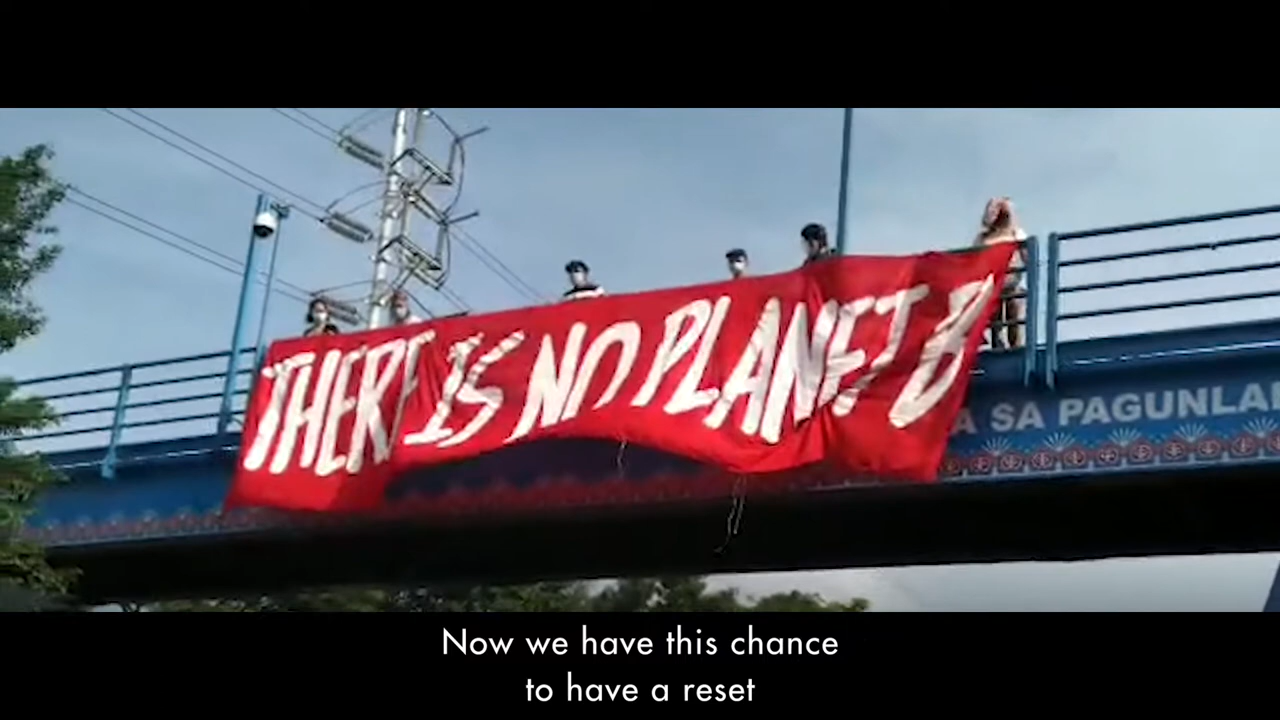 THERE IS NO PLANET B
A SA PAGUNLA
Now we have this chance
to have a reset